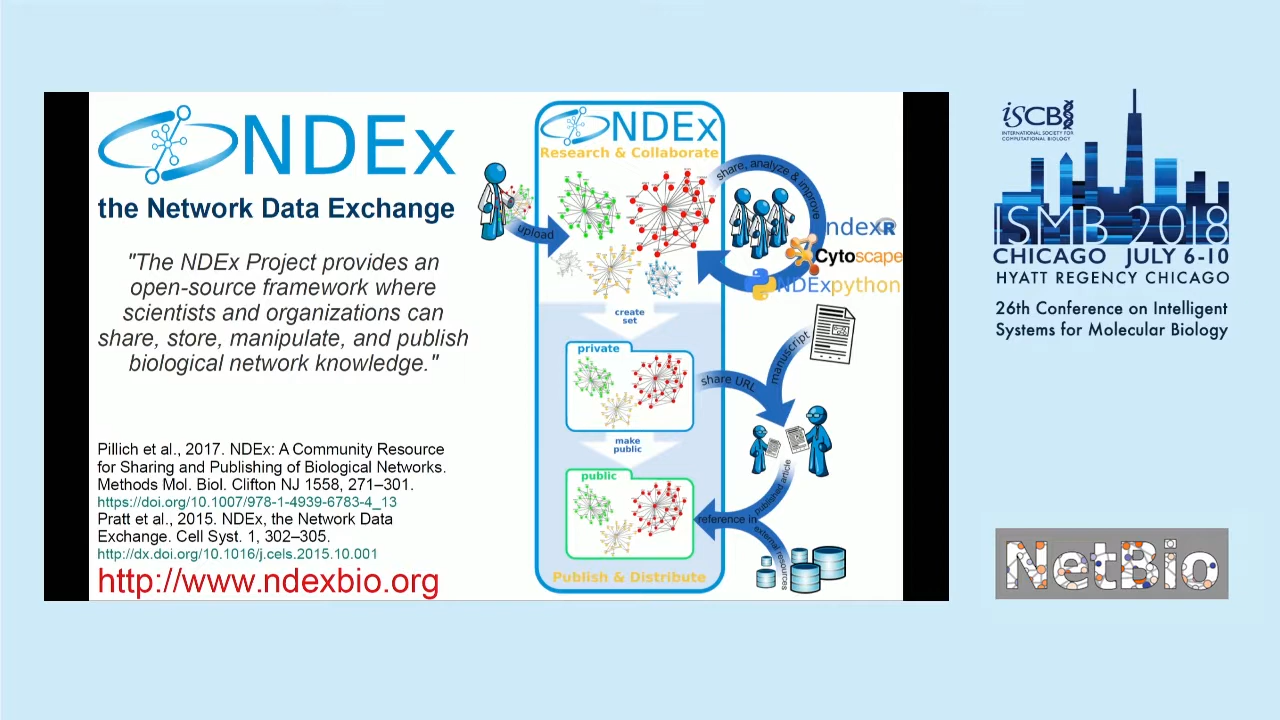 NDEx
the Network Data Exchange
"The NDEx Project provides an
open-source framework where
scientists and organizations can
share, store, manipulate, and publish
biological network knowledge."
Pillich et al., 2017. NDEx: A Community Resource
for Sharing and Publishing of Biological Networks.
Methods Mol. Biol. Clifton NJ 1558, 271–301.
https://doi.org/10.1007/978-1-4939-6783-4_13
Pratt et al., 2015. NDEx, the Network Data
Exchange. Cell Syst. 1, 302–305.
http://dx.doi.org/10.1016/j.cels.2015.10.001
http://www.ndexbio.org
NDEx
Research & Collaborate
upload
share, analyze & improve
ndexR
Cytoscape
NDExpython
create
set
private
share URL
manuscript
make
public
public
published article
reference in
external resources
Publish & Distribute
iSCB
INTERNATIONAL SOCIETY FOR
COMPUTATIONAL BIOLOGY
ISMB 2018
CHICAGO JULY 6-10
HYATT REGENCY CHICAGO
26th Conference on Intelligent
Systems for Molecular Biology
NetBio